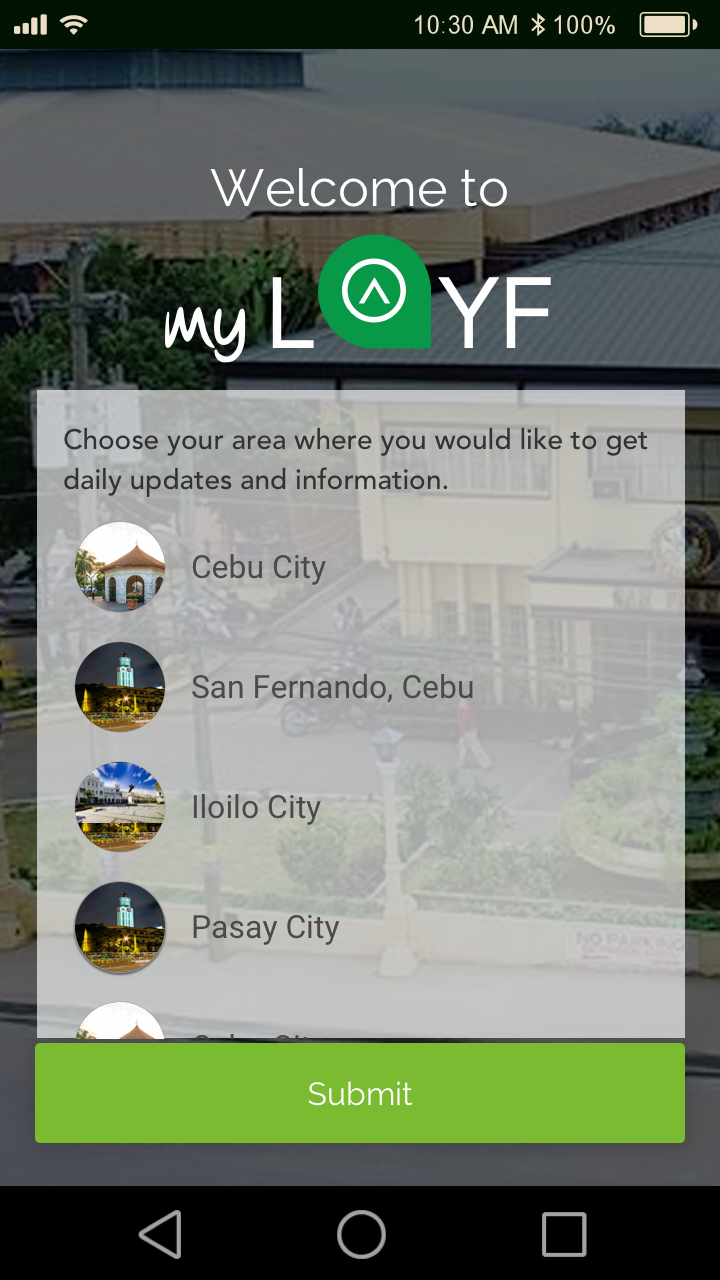 10:30 AM 100%
Welcome to
my L YF
Choose your area where you would like to get
daily updates and information.
Cebu City
San Fernando, Cebu
Iloilo City
Pasay City
NO PARKING
Submit